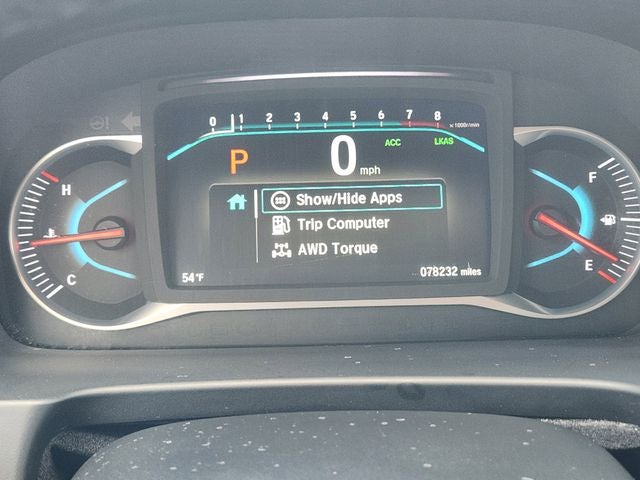 0 1 2 3 4 5 6 7 8 x 1000r/min
P 0 mph ACC LKAS
H
C
Show/Hide Apps
Trip Computer
AWD Torque
54°F 078232 miles
F
E